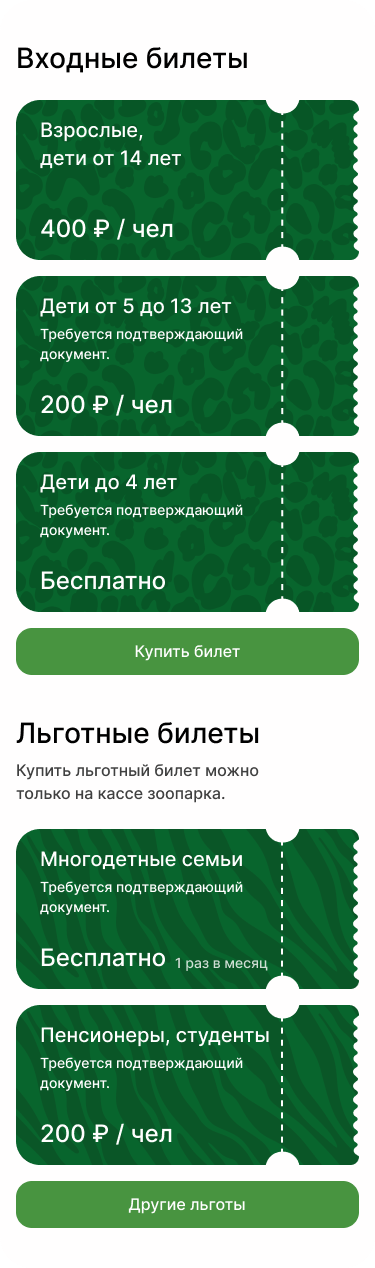 Входные билеты
Взрослые,
дети от 14 лет
400 ₽ / чел
Дети от 5 до 13 лет
Требуется подтверждающий
документ.
200 ₽ / чел
Дети до 4 лет
Требуется подтверждающий
документ.
Бесплатно
Купить билет
Льготные билеты
Купить льготный билет можно
только на кассе зоопарка.
Многодетные семьи
Требуется подтверждающий
документ.
Бесплатно 1 раз в месяц
Пенсионеры, студенты
Требуется подтверждающий
документ.
200 ₽ / чел
Другие льготы